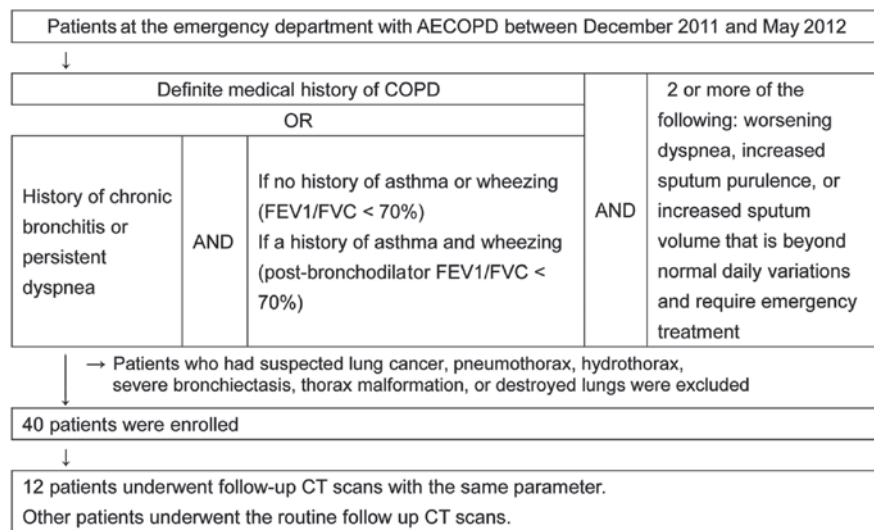 Patients at the emergency department with AECOPD between December 2011 and May 2012
↓
Definite medical history of COPD
OR
History of chronic
bronchitis or
persistent
dyspnea
AND
If no history of asthma or wheezing
(FEV1/FVC < 70%)
If a history of asthma and wheezing
(post-bronchodilator FEV1/FVC <
70%)
AND
2 or more of the
following: worsening
dyspnea, increased
sputum purulence, or
increased sputum
volume that is beyond
normal daily variations
and require emergency
treatment
→ Patients who had suspected lung cancer, pneumothorax, hydrothorax,
severe bronchiectasis, thorax malformation, or destroyed lungs were excluded
↓
40 patients were enrolled
↓
12 patients underwent follow-up CT scans with the same parameter.
Other patients underwent the routine follow up CT scans.